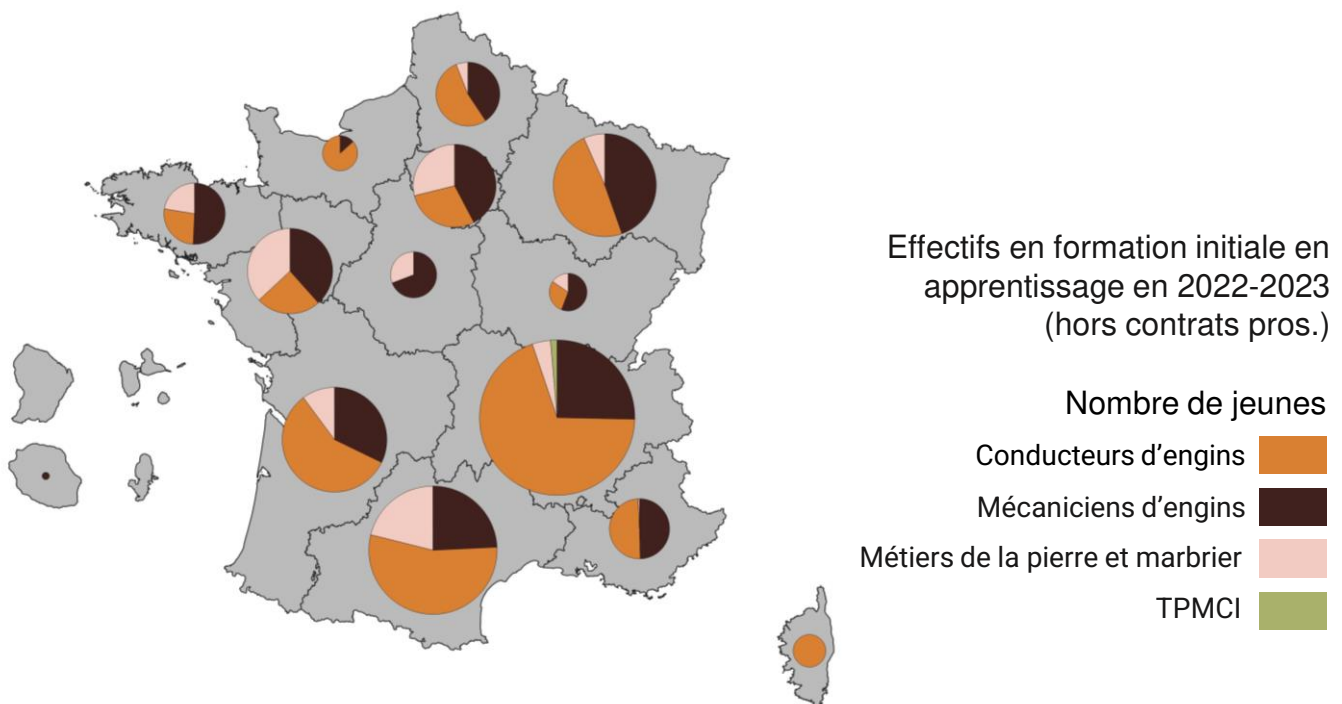 Effectifs en formation initiale en
apprentissage en 2022-2023
(hors contrats pros.)
Nombre de jeunes
Conducteurs d’engins
Mécaniciens d’engins
Métiers de la pierre et marbrier
TPMCI